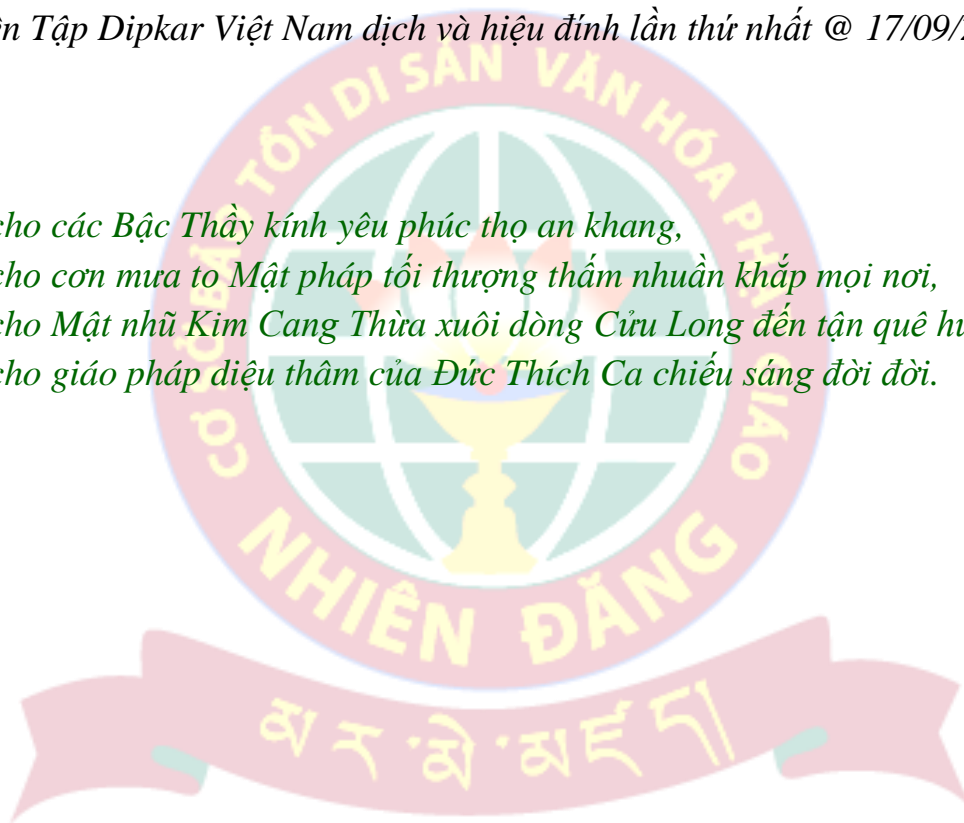 Tập Dipkar Việt Nam dịch và hiệu đính lần thứ nhất @ 17/09/
cho các Bậc Thầy kính yêu phúc thọ an khang,
cho cơn mưa to Mật pháp tối thượng thấm nhuần khắp mọi nơi,
cho Mật nhũ Kim Cang Thừa xuôi dòng Cửu Long đến tận quê
cho giáo pháp diệu thâm của Đức Thích Ca chiếu sáng đời đời.
CƠ SỞ BẢO TỒN DI SẢN VĂN HÓA PHẬT GIÁO
NHIÊN ĐĂNG
མར་མེ་མཛད།